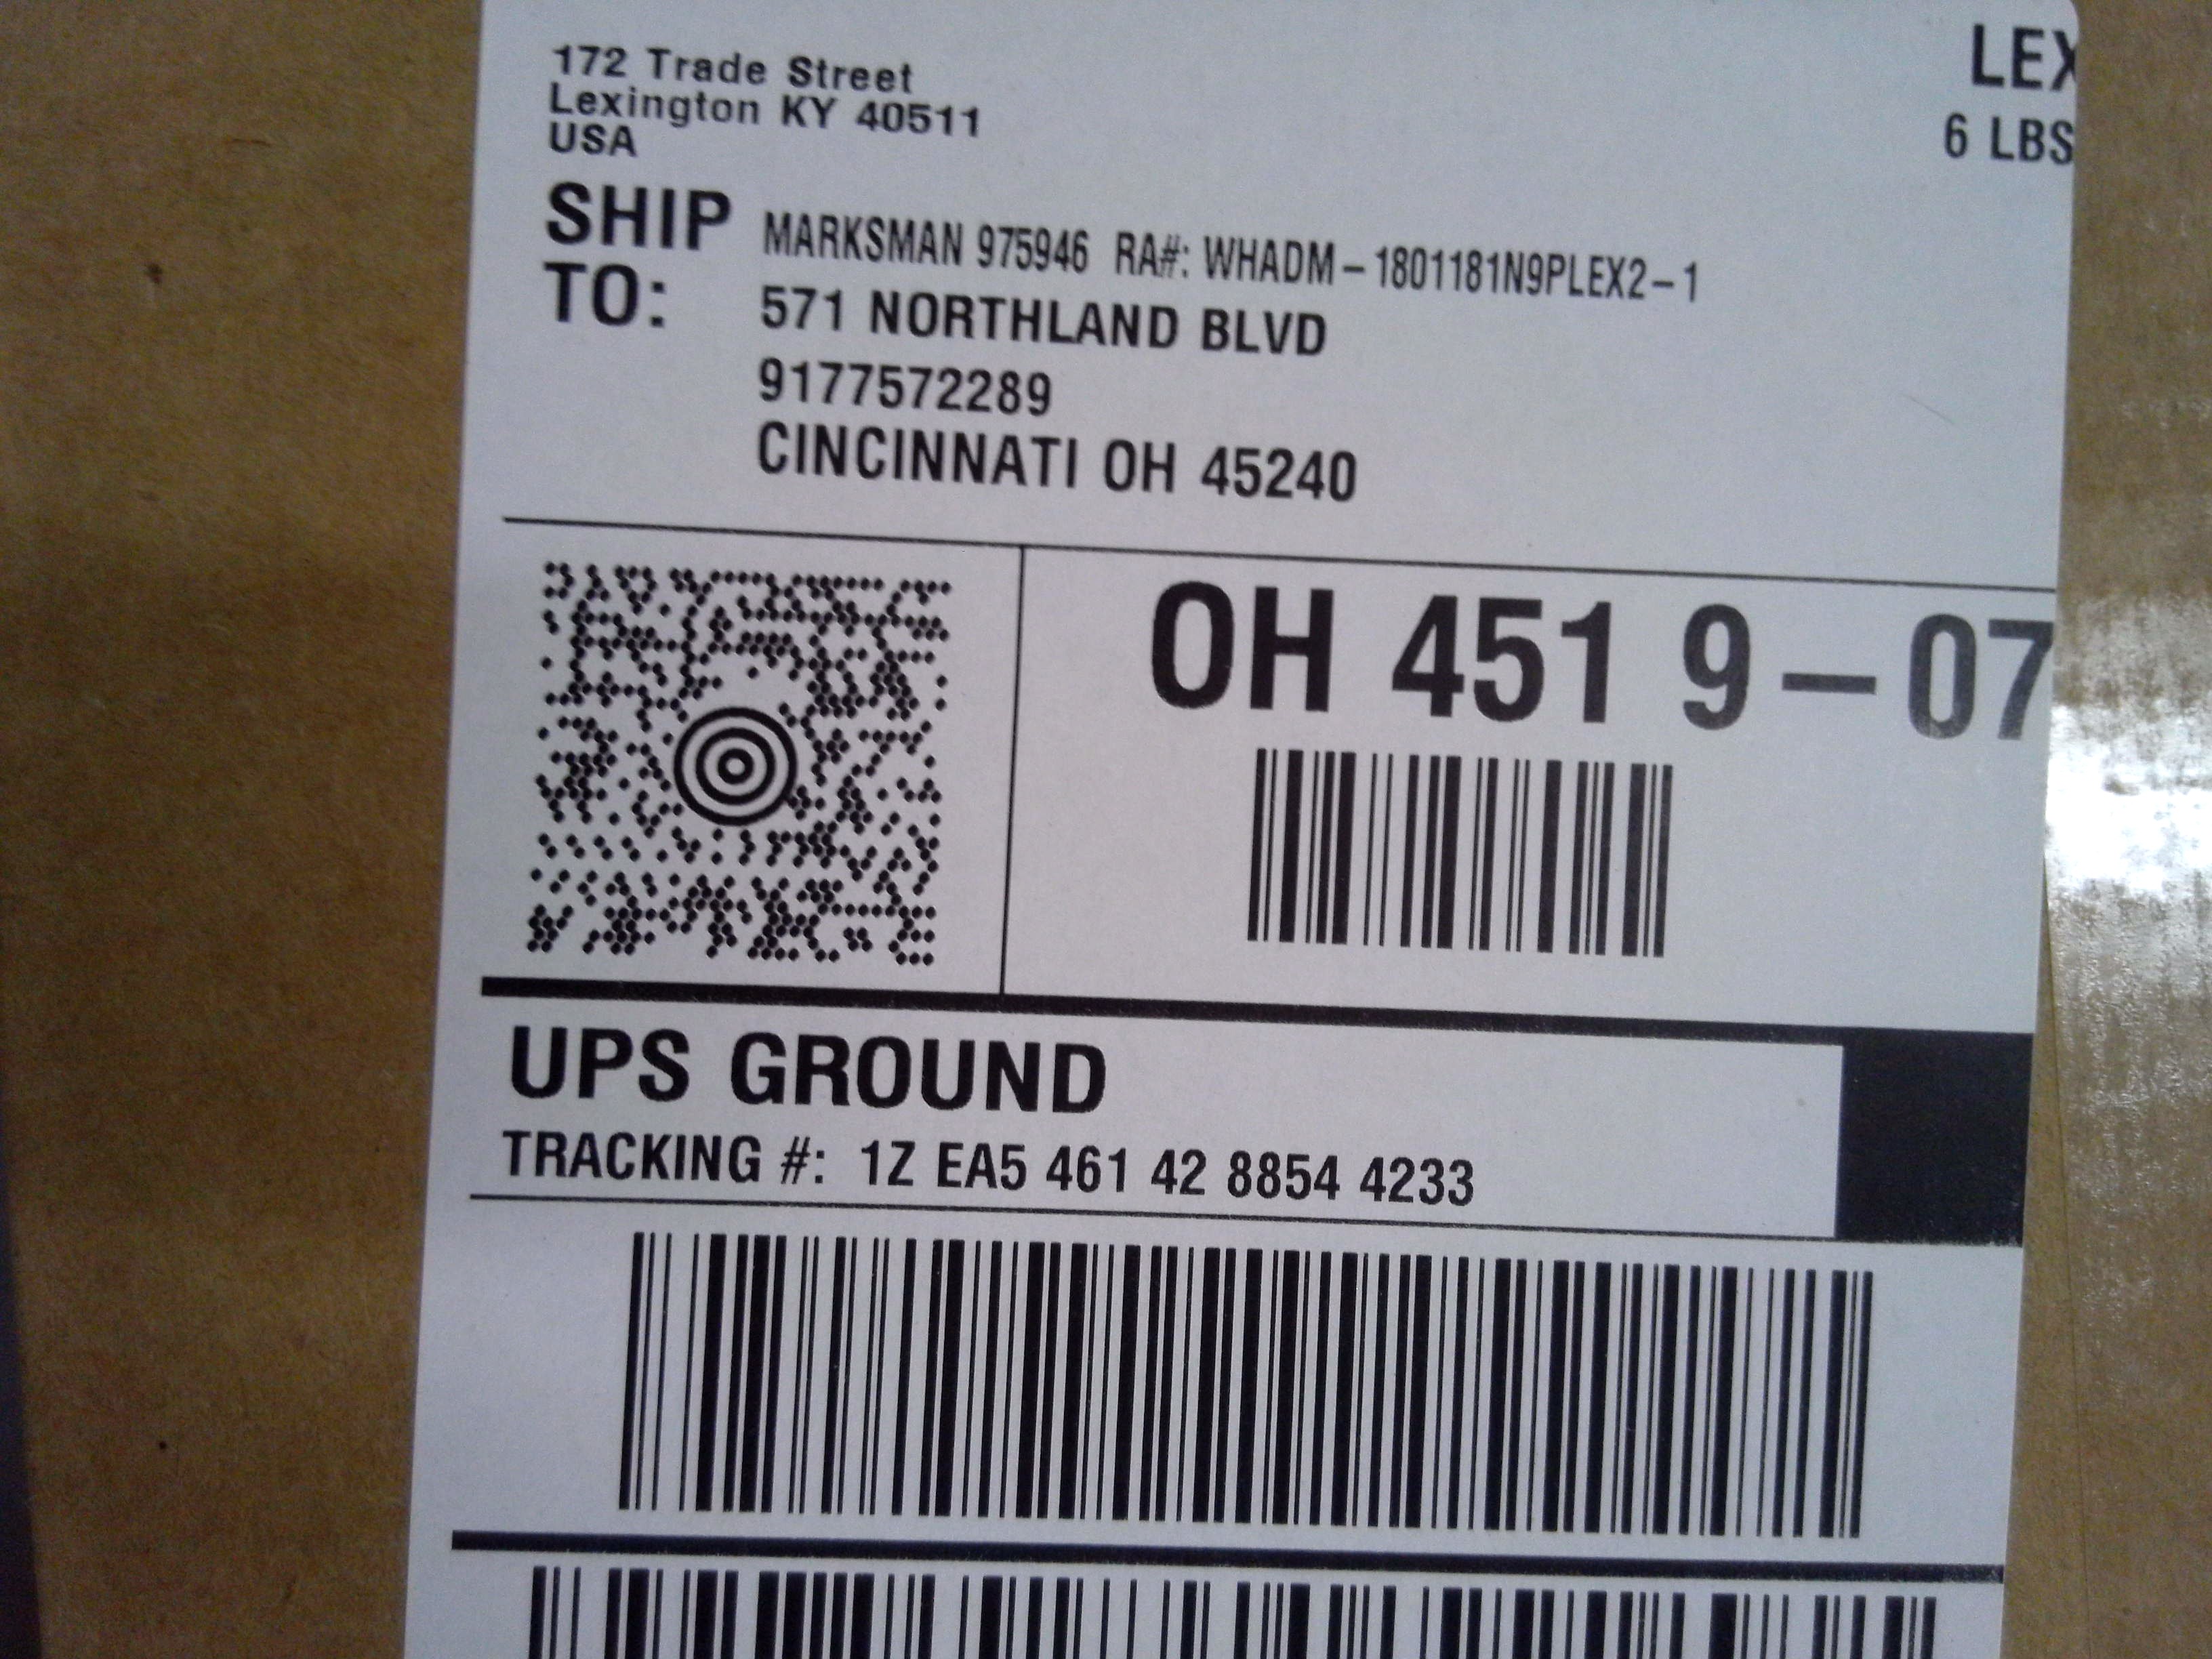 172 Trade Street
Lexington KY 40511
USA
LEX
6 LBS
SHIP TO:
MARKSMAN 975946 RA#: WHADM-1801181N9PLEX2-1
571 NORTHLAND BLVD
9177572289
CINCINNATI OH 45240
OH 451 9-07
UPS GROUND
TRACKING #: 1Z EA5 461 42 8854 4233